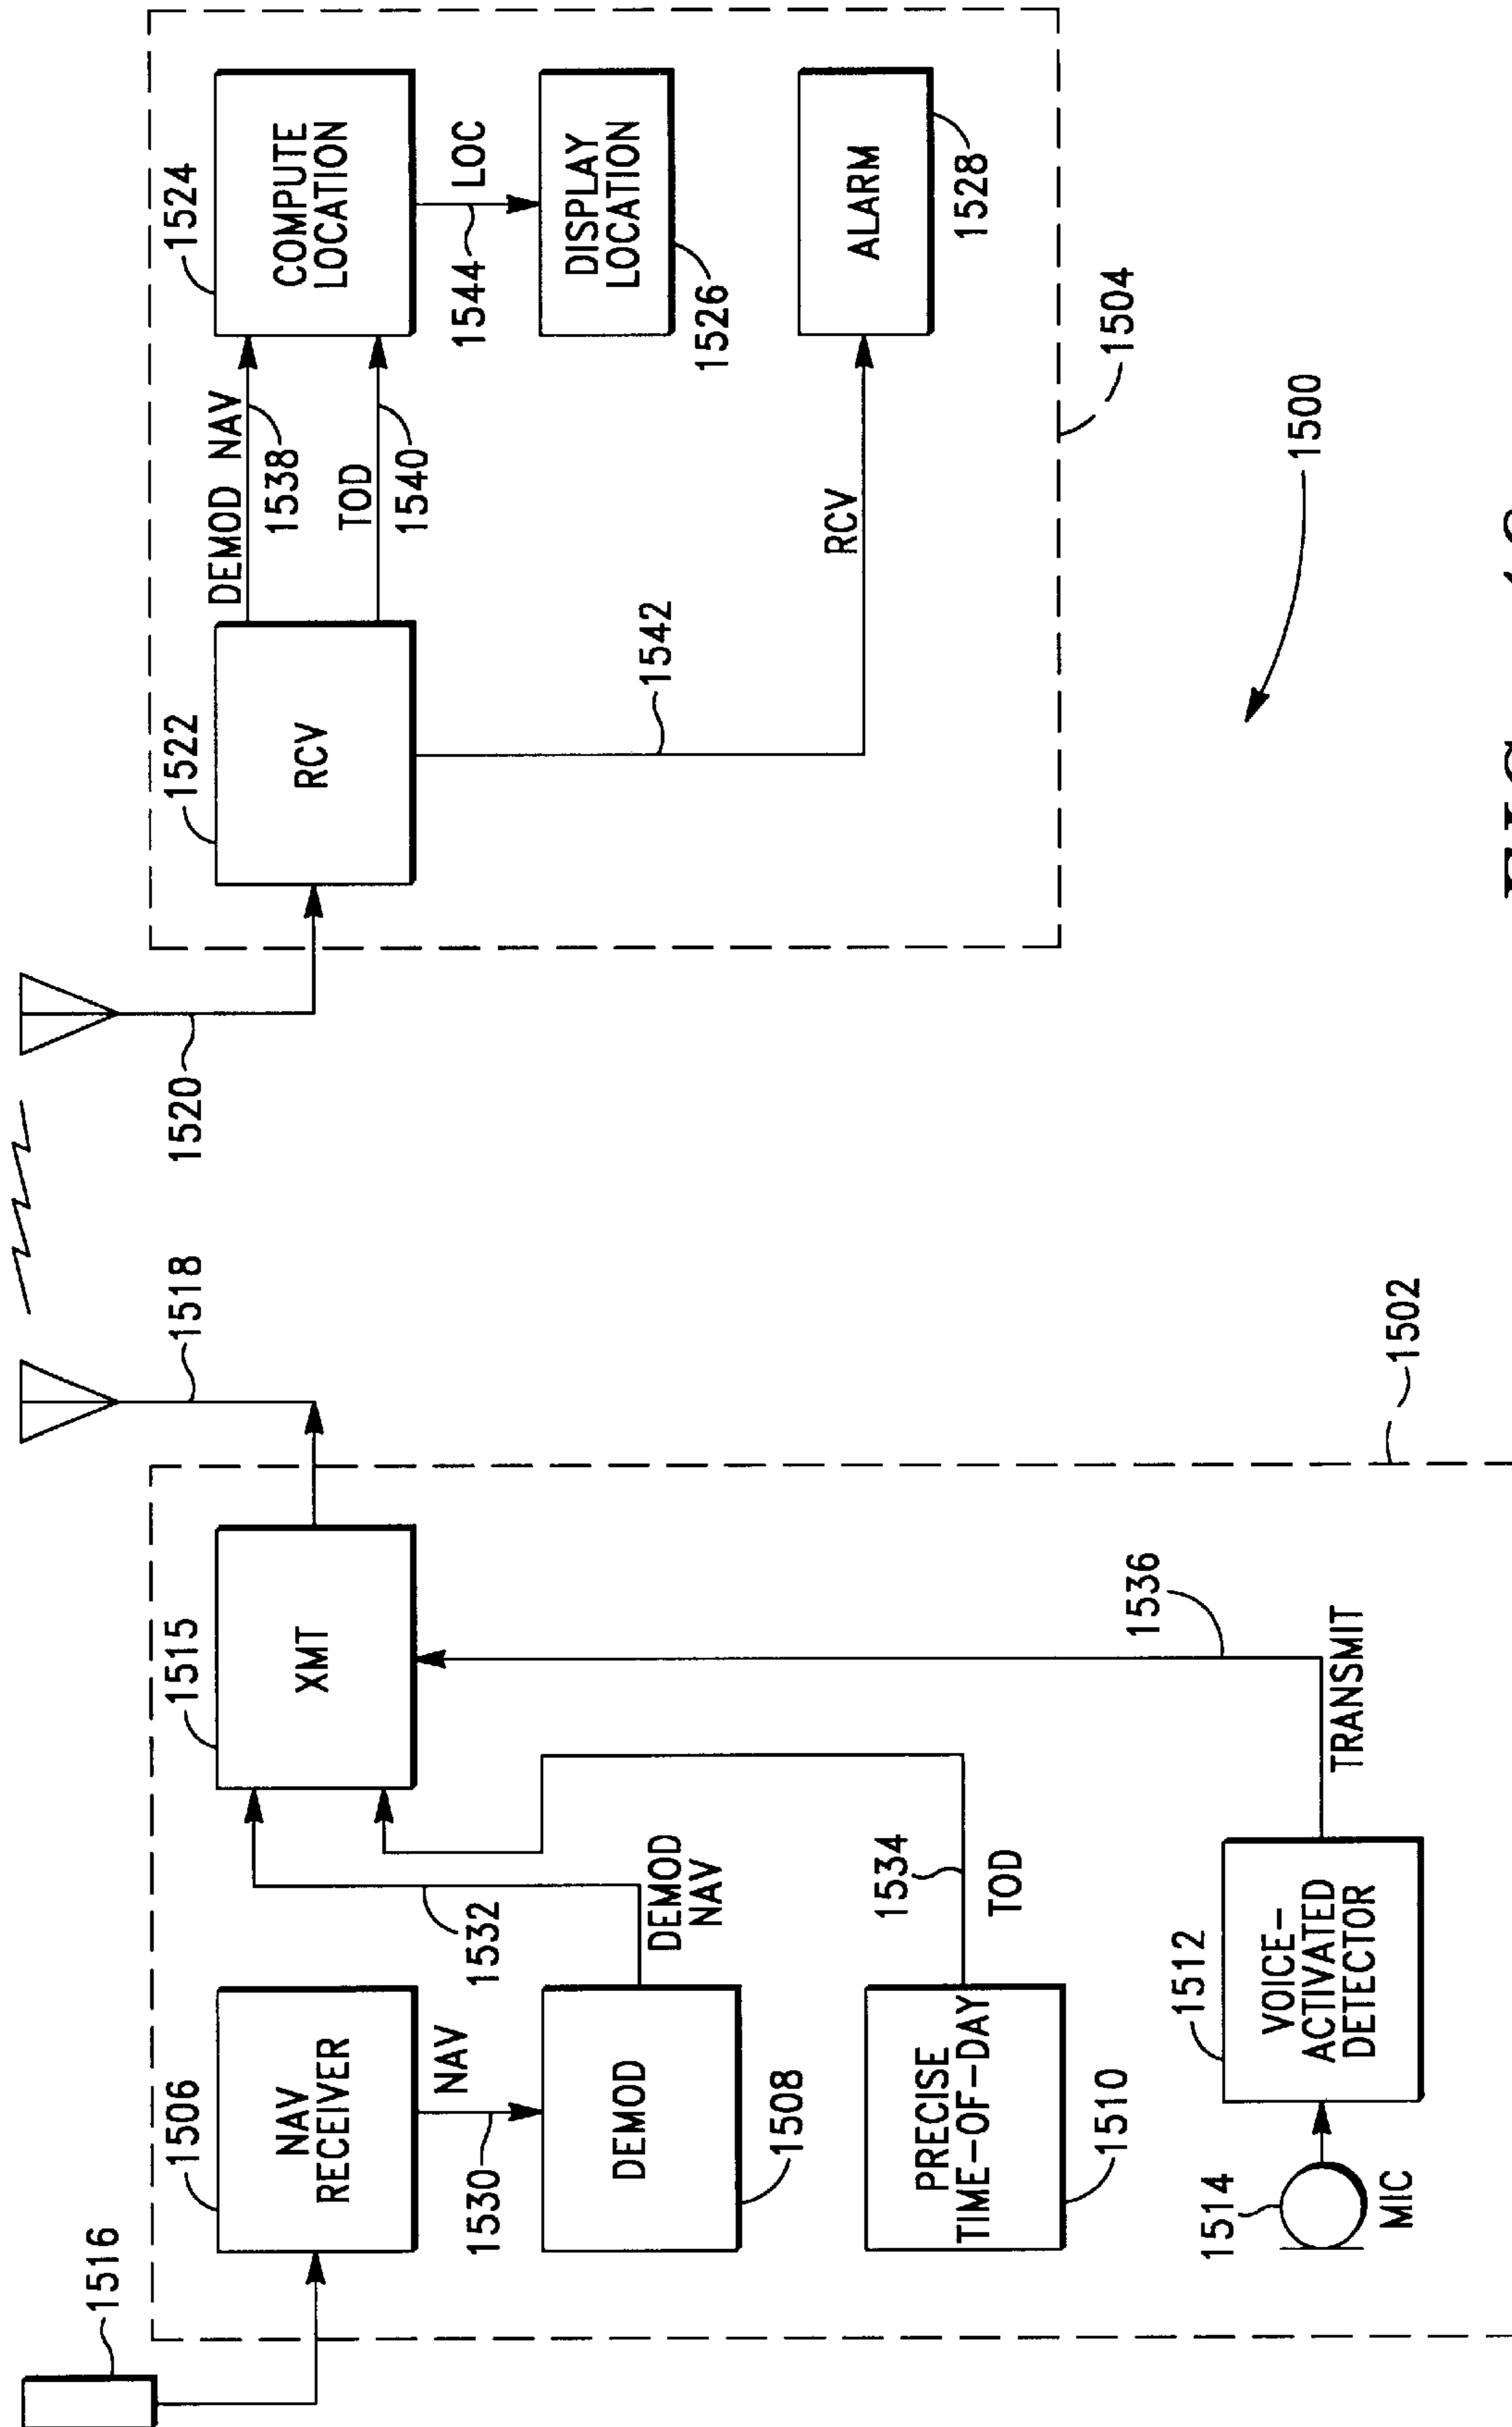 1516
1506
NAV
RECEIVER
NAV
1530
DEMOD
1508
DEMOD
NAV
1532
PRECISE
TIME-OF-DAY
1510
1534
TOD
1514
MIC
1512
VOICE-
ACTIVATED
DETECTOR
TRANSMIT
1536
1515
XMT
1518
1502
1520
1522
RCV
DEMOD NAV
1538
TOD
1540
1524
COMPUTE
LOCATION
1544
LOC
DISPLAY
LOCATION
1526
1542
RCV
ALARM
1528
1504
1500